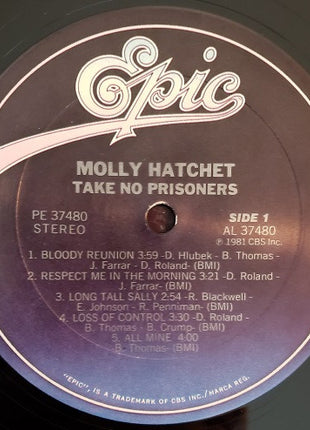 Epic
MOLLY HATCHET
TAKE NO PRISONERS
PE 37480 SIDE 1
STEREO AL 37480
℗ 1981 CBS Inc.
1. BLOODY REUNION 3:59 -D. Hlubek - B. Thomas -
J. Farrar - D. Roland- (BMI)
2. RESPECT ME IN THE MORNING 3:21 -D. Roland -
J. Farrar- (BMI)
3. LONG TALL SALLY 2:54 -R. Blackwell -
E. Johnson - R. Penniman- (BMI)
4. LOSS OF CONTROL 3:30 -D. Roland -
B. Thomas - B. Crump- (BMI)
5. ALL MINE 4:00
B. Thomas- (BMI)
"EPIC", IS A TRADEMARK OF CBS INC./MARCA REG.